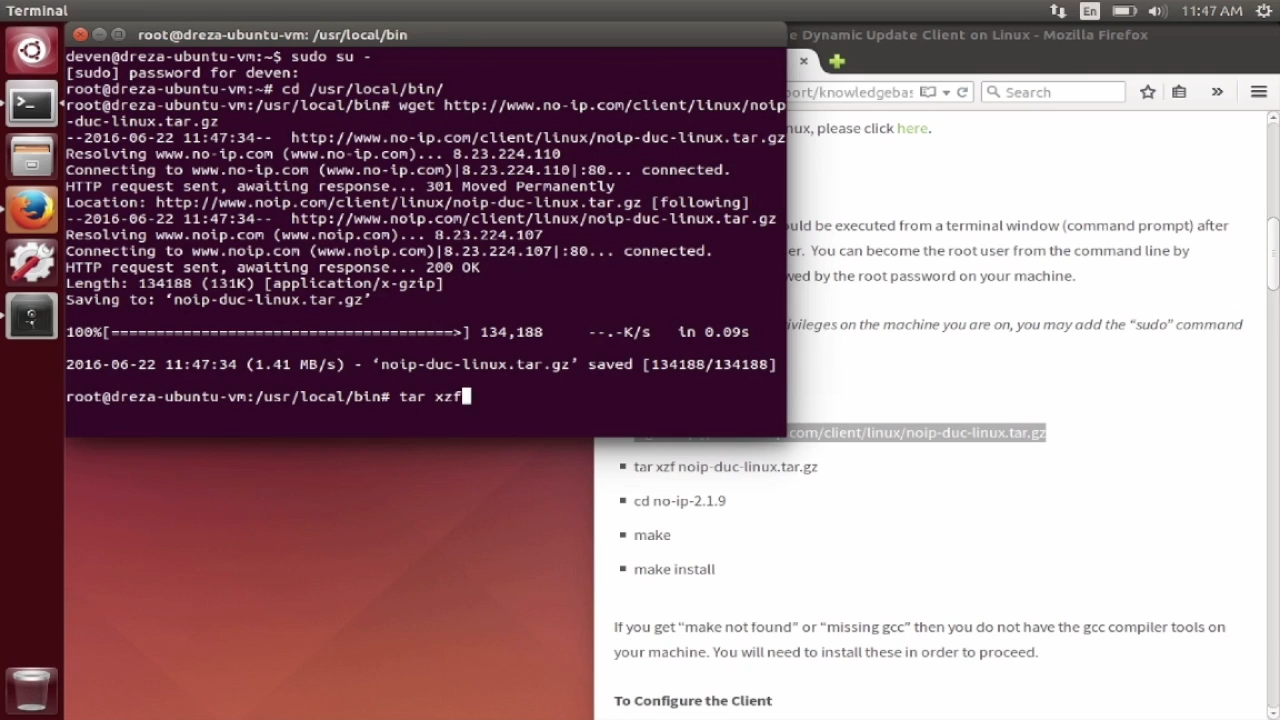 Terminal
En
11:47 AM
root@dreza-ubuntu-vm: /usr/local/bin
e Dynamic Update Client on Linux - Mozilla Firefox
deven@dreza-ubuntu-vm:~$ sudo su -
[sudo] password for deven:
root@dreza-ubuntu-vm:~# cd /usr/local/bin/
root@dreza-ubuntu-vm:/usr/local/bin# wget http://www.no-ip.com/client/linux/noip
-duc-linux.tar.gz
--2016-06-22 11:47:34--  http://www.no-ip.com/client/linux/noip-duc-linux.tar.gz
Resolving www.no-ip.com (www.no-ip.com)... 8.23.224.110
Connecting to www.no-ip.com (www.no-ip.com)|8.23.224.110|:80... connected.
HTTP request sent, awaiting response... 301 Moved Permanently
Location: http://www.noip.com/client/linux/noip-duc-linux.tar.gz [following]
--2016-06-22 11:47:34--  http://www.noip.com/client/linux/noip-duc-linux.tar.gz
Resolving www.noip.com (www.noip.com)... 8.23.224.107
Connecting to www.noip.com (www.noip.com)|8.23.224.107|:80... connected.
HTTP request sent, awaiting response... 200 OK
Length: 134188 (131K) [application/x-gzip]
Saving to: ‘noip-duc-linux.tar.gz’
100%[======================================>] 134,188     --.-K/s   in 0.09s
2016-06-22 11:47:34 (1.41 MB/s) - ‘noip-duc-linux.tar.gz’ saved [134188/134188]
root@dreza-ubuntu-vm:/usr/local/bin# tar xzf
port/knowledgebas
Search
nux, please click here.
ould be executed from a terminal window (command prompt) after
er. You can become the root user from the command line by
wed by the root password on your machine.
ivileges on the machine you are on, you may add the “sudo” command
com/client/linux/noip-duc-linux.tar.gz
tar xzf noip-duc-linux.tar.gz
cd no-ip-2.1.9
make
make install
If you get “make not found” or “missing gcc” then you do not have the gcc compiler tools on
your machine. You will need to install these in order to proceed.
To Configure the Client